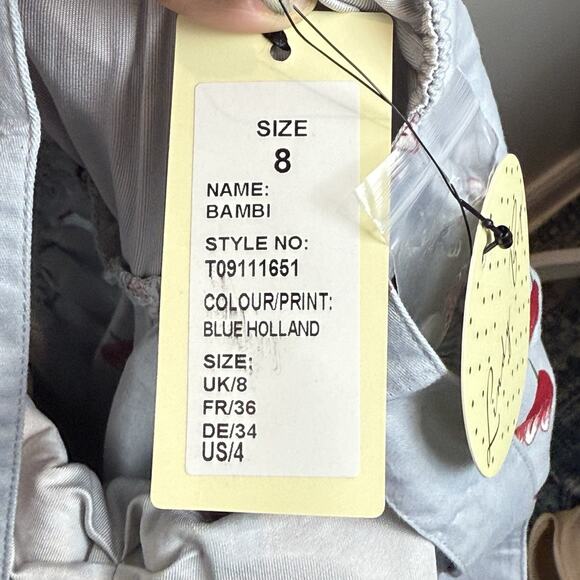 SIZE
8
NAME:
BAMBI
STYLE NO:
T09111651
COLOUR/PRINT:
BLUE HOLLAND
SIZE:
UK/8
FR/36
DE/34
US/4